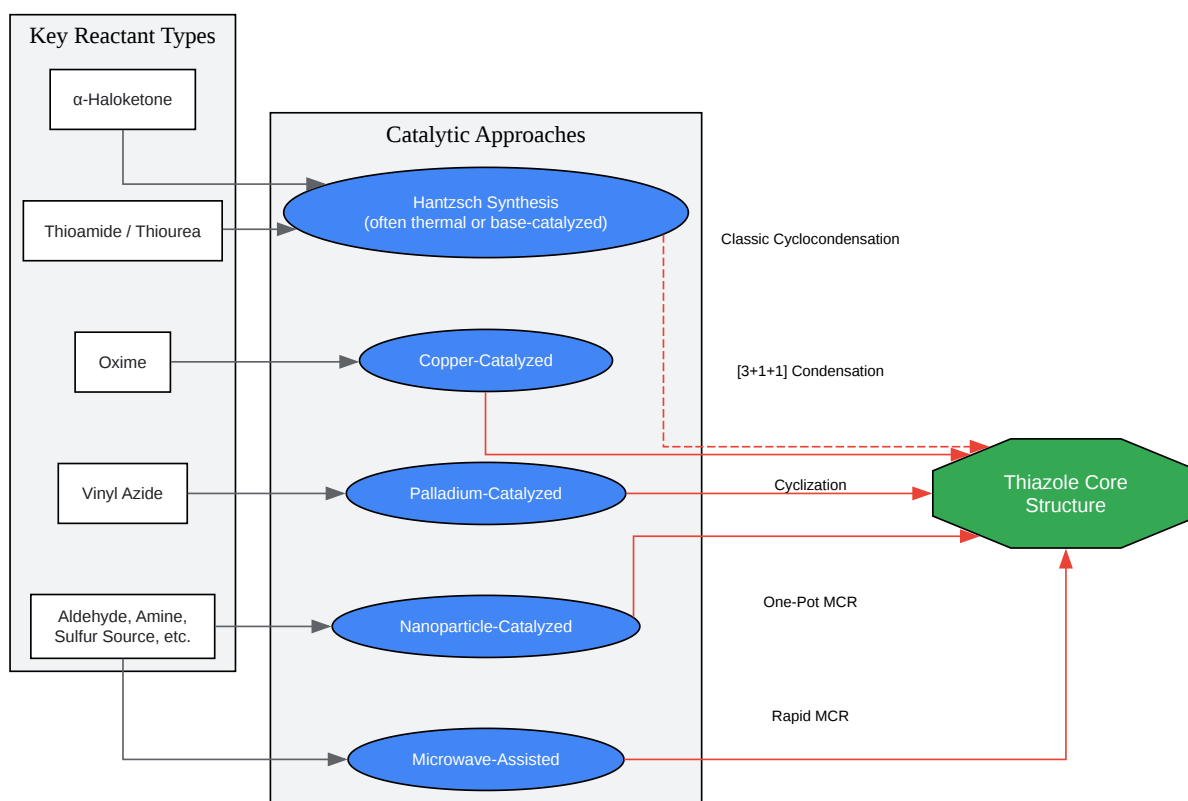 Key Reactant Types
α-Haloketone
Thioamide / Thiourea
Oxime
Vinyl Azide
Aldehyde, Amine,
Sulfur Source, etc.
Catalytic Approaches
Hantzsch Synthesis
(often thermal or base-catalyzed)
Copper-Catalyzed
Palladium-Catalyzed
Nanoparticle-Catalyzed
Microwave-Assisted
Classic Cyclocondensation
[3+1+1] Condensation
Cyclization
One-Pot MCR
Rapid MCR
Thiazole Core
Structure